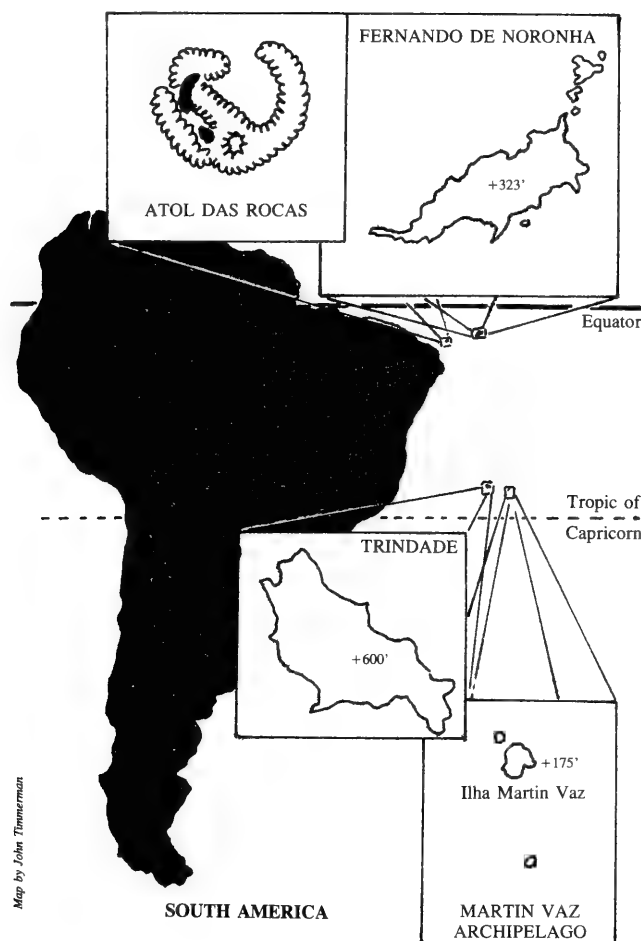 FERNANDO DE NORONHA
+323'
ATOL DAS ROCAS
Equator
Tropic of
Capricorn
TRINDADE
+600'
+175'
Ilha Martin Vaz
Map by John Timmerman
SOUTH AMERICA
MARTIN VAZ
ARCHIPELAGO